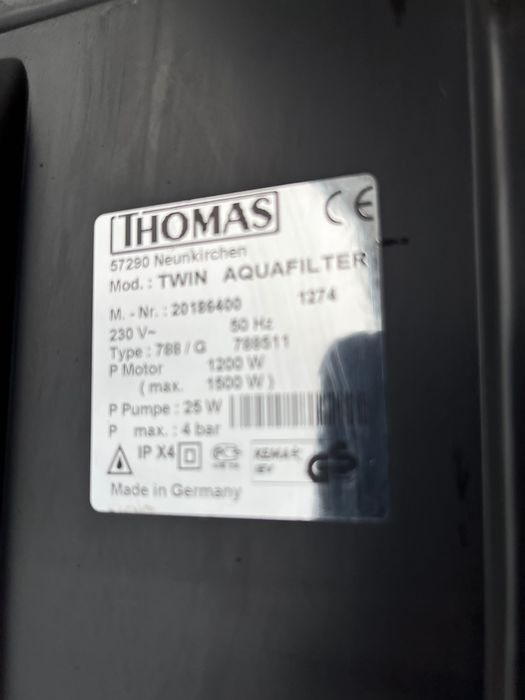 THOMAS CE
57290 Neunkirchen
Mod. : TWIN AQUAFILTER
M. - Nr. : 20186400 1274
230 V~ 50 Hz
Type : 788 / G 788511
P Motor 1200 W
( max. 1500 W )
P Pumpe : 25 W
P max. : 4 bar
IP X4 GS
Made in Germany